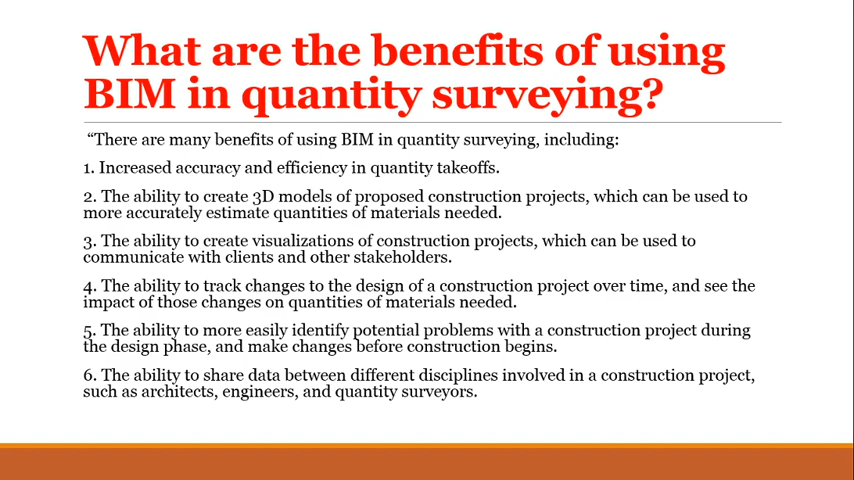 What are the benefits of using
BIM in quantity surveying?
“There are many benefits of using BIM in quantity surveying, including:
1. Increased accuracy and efficiency in quantity takeoffs.
2. The ability to create 3D models of proposed construction projects, which can be used to
more accurately estimate quantities of materials needed.
3. The ability to create visualizations of construction projects, which can be used to
communicate with clients and other stakeholders.
4. The ability to track changes to the design of a construction project over time, and see the
impact of those changes on quantities of materials needed.
5. The ability to more easily identify potential problems with a construction project during
the design phase, and make changes before construction begins.
6. The ability to share data between different disciplines involved in a construction project,
such as architects, engineers, and quantity surveyors.